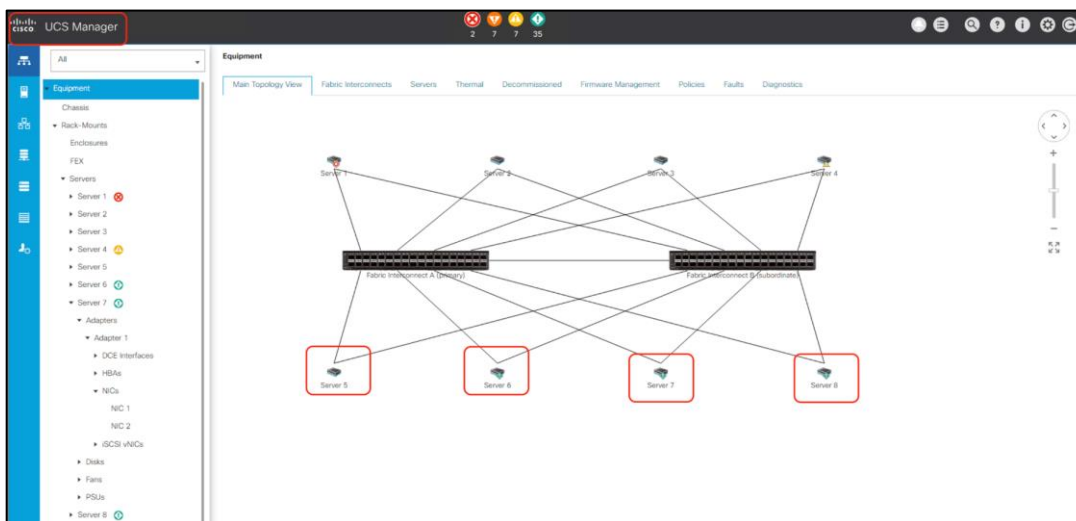 CISCO UCS Manager
2 7 7 35
All
Equipment
Chassis
Rack-Mounts
Enclosures
FEX
Servers
Server 1
Server 2
Server 3
Server 4
Server 5
Server 6
Server 7
Adapters
Adapter 1
DCE Interfaces
HBAs
NICs
NIC 1
NIC 2
iSCSI vNICs
Disks
Fans
PSUs
Server 8
Equipment
Main Topology View Fabric Interconnects Servers Thermal Decommissioned Firmware Management Policies Faults Diagnostics
Server 1 Server 2 Server 3 Server 4
Fabric Interconnect A (primary) Fabric Interconnect B (subordinate)
Server 5 Server 6 Server 7 Server 8